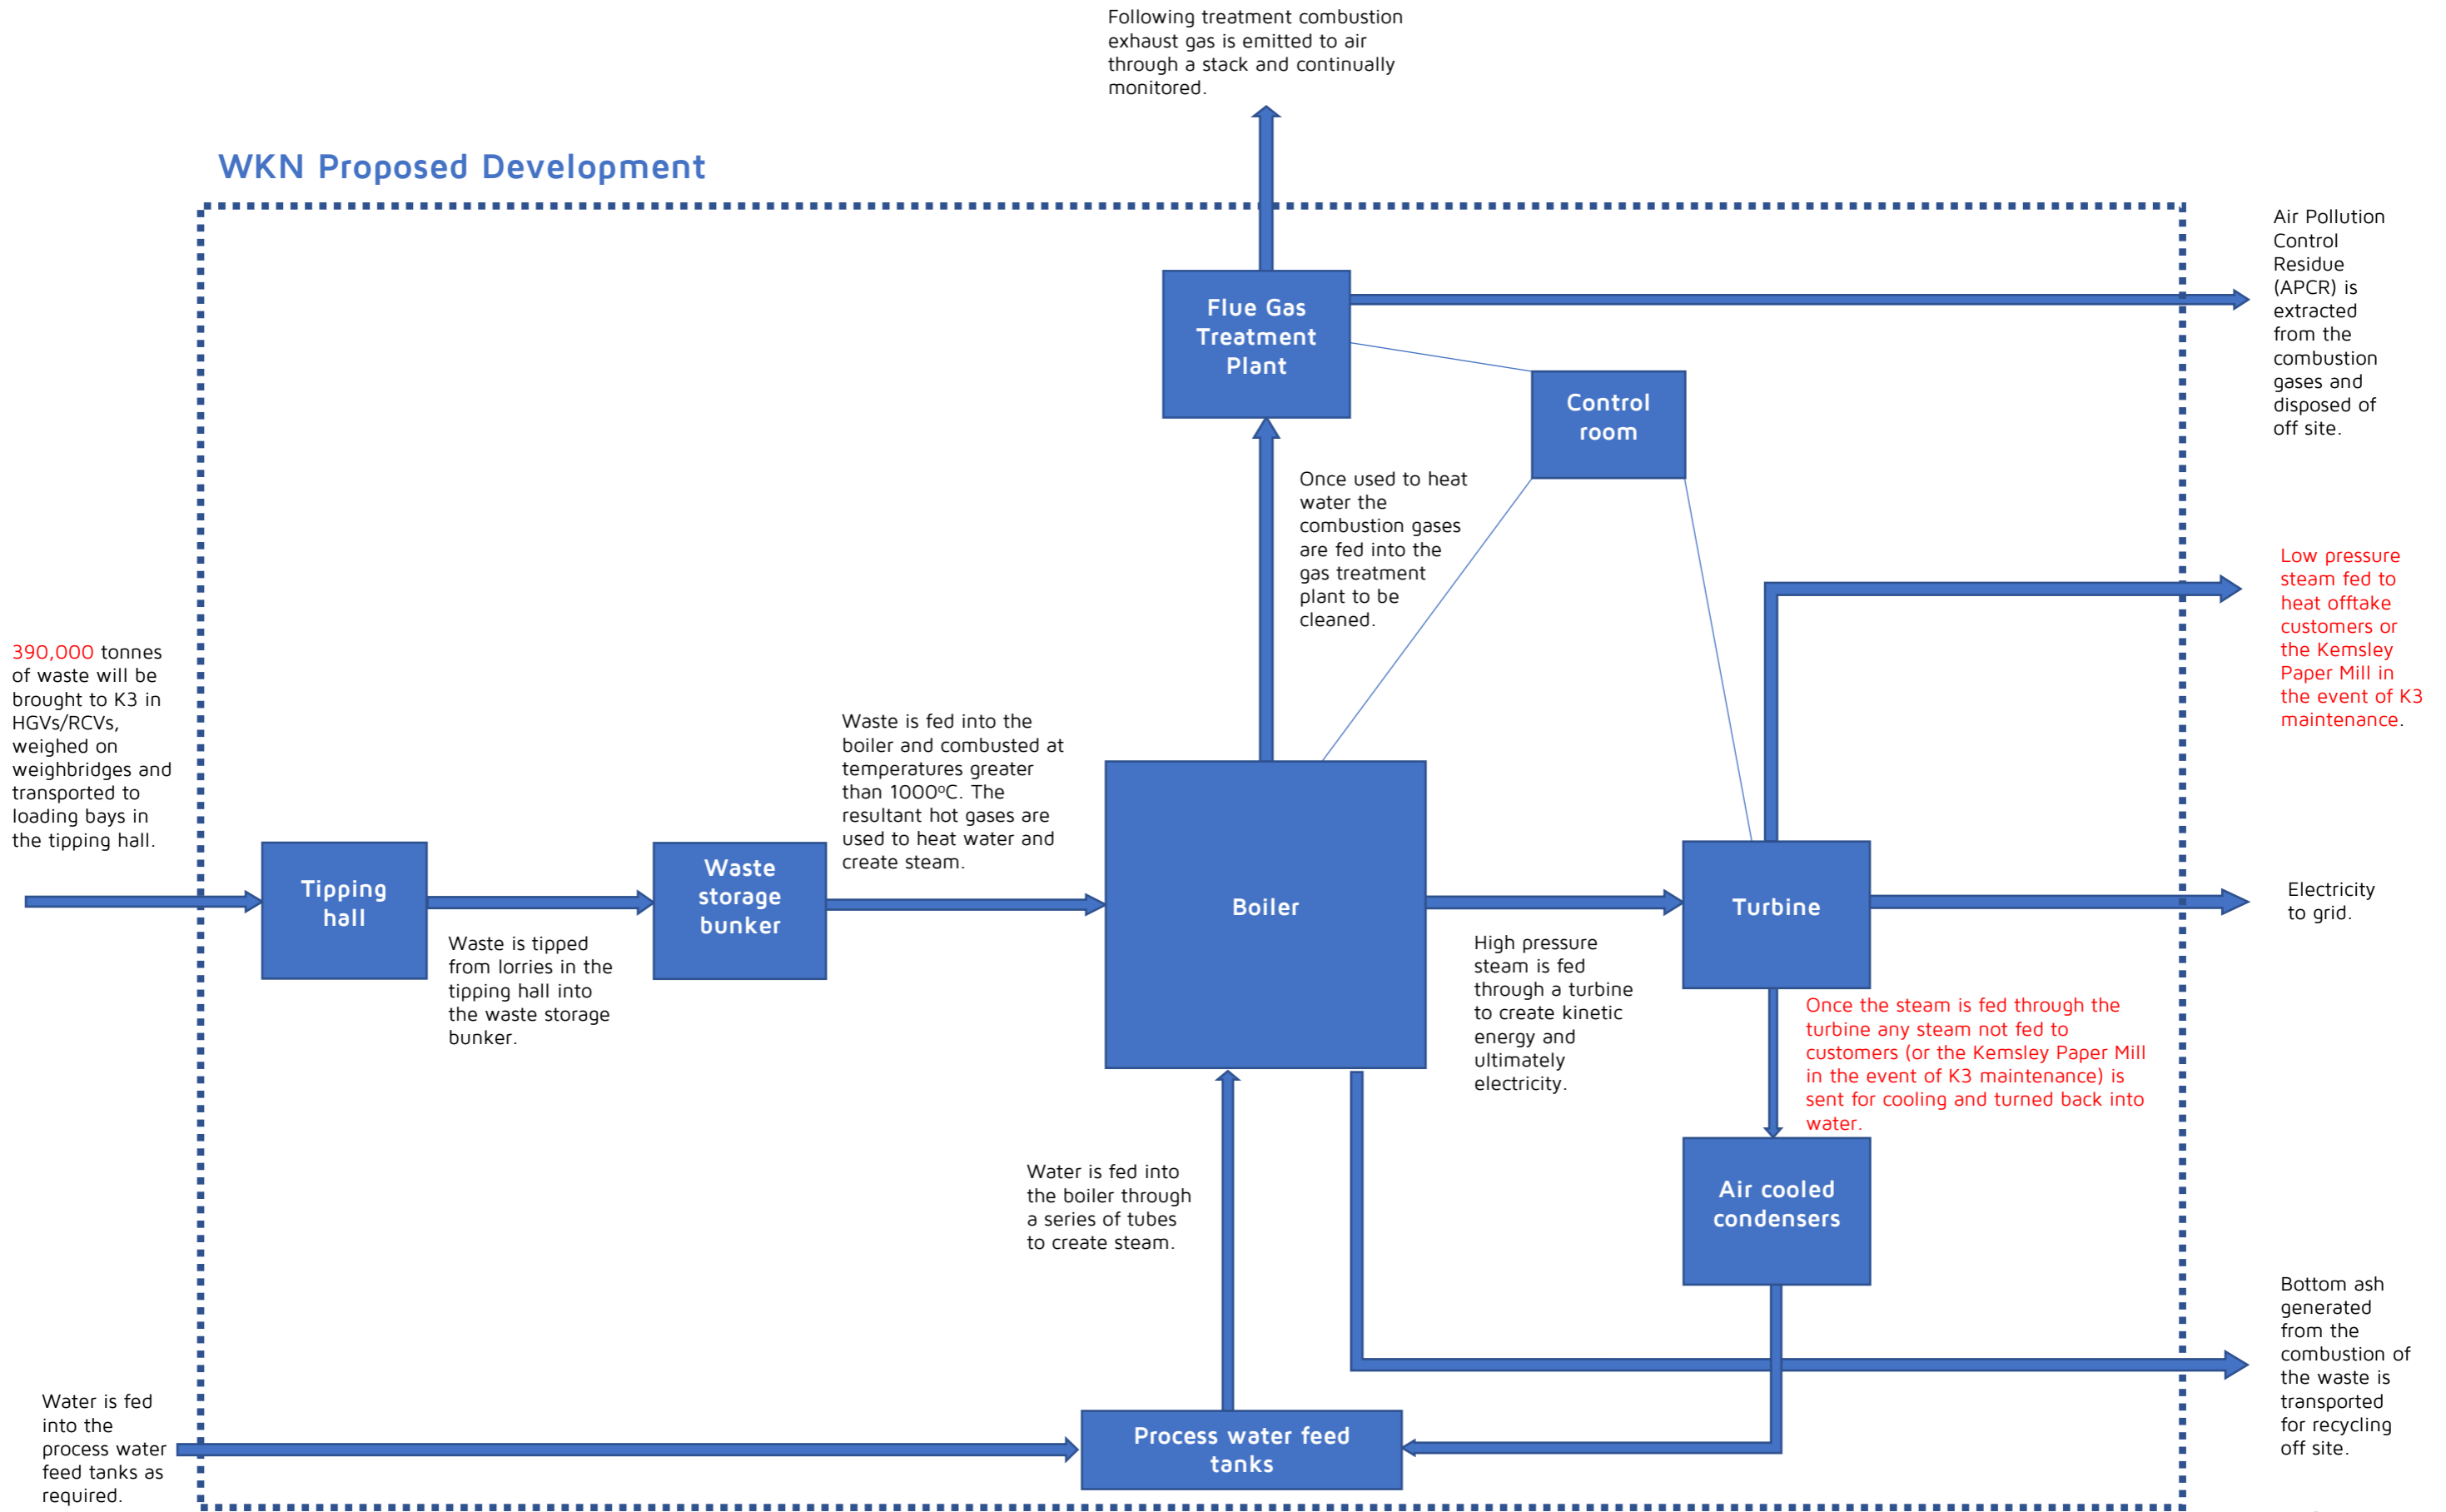 Following treatment combustion
exhaust gas is emitted to air
through a stack and continually
monitored.
WKN Proposed Development
Air Pollution
Control
Residue
(APCR) is
extracted
from the
combustion
gases and
disposed of
off site.
Flue Gas
Treatment
Plant
Control
room
Once used to heat
water the
combustion gases
are fed into the
gas treatment
plant to be
cleaned.
Low pressure
steam fed to
heat offtake
customers or
the Kemsley
Paper Mill in
the event of K3
maintenance.
390,000 tonnes
of waste will be
brought to K3 in
HGVs/RCVs,
weighed on
weighbridges and
transported to
loading bays in
the tipping hall.
Waste is fed into the
boiler and combusted at
temperatures greater
than 1000ºC. The
resultant hot gases are
used to heat water and
create steam.
Tipping
hall
Waste
storage
bunker
Boiler
Turbine
Electricity
to grid.
Waste is tipped
from lorries in the
tipping hall into
the waste storage
bunker.
High pressure
steam is fed
through a turbine
to create kinetic
energy and
ultimately
electricity.
Once the steam is fed through the
turbine any steam not fed to
customers (or the Kemsley Paper Mill
in the event of K3 maintenance) is
sent for cooling and turned back into
water.
Water is fed into
the boiler through
a series of tubes
to create steam.
Air cooled
condensers
Bottom ash
generated
from the
combustion of
the waste is
transported
for recycling
off site.
Water is fed
into the
process water
feed tanks as
required.
Process water feed
tanks